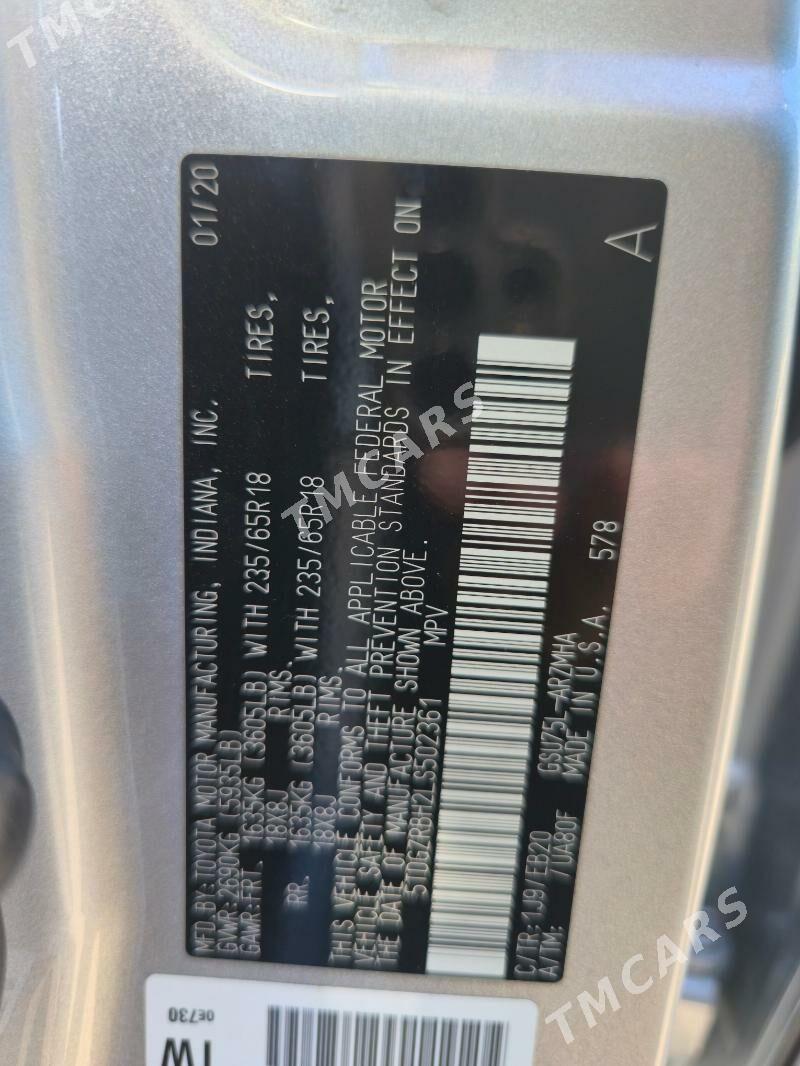 MFD BY: TOYOTA MOTOR MANUFACTURING, INDIANA, INC. 01/20
GVWR: 2690KG (5935LB)
GAWR: FRT. 1635KG (3605LB) WITH 235/65R18 TIRES,
18X8J RIMS.
RR. 1635KG (3605LB) WITH 235/65R18 TIRES,
18X8J RIMS.
THIS VEHICLE CONFORMS TO ALL APPLICABLE FEDERAL MOTOR
VEHICLE SAFETY AND THEFT PREVENTION STANDARDS IN EFFECT ON
THE DATE OF MANUFACTURE SHOWN ABOVE.
5TDGZRBH2LS502361 MPV
C/TR: 1J9/EB20 GSU75L-ARZMHA 578 A
A/TM: /UA80F MADE IN U.S.A.
0E730
TMCARS
TMCARS
TMCARS